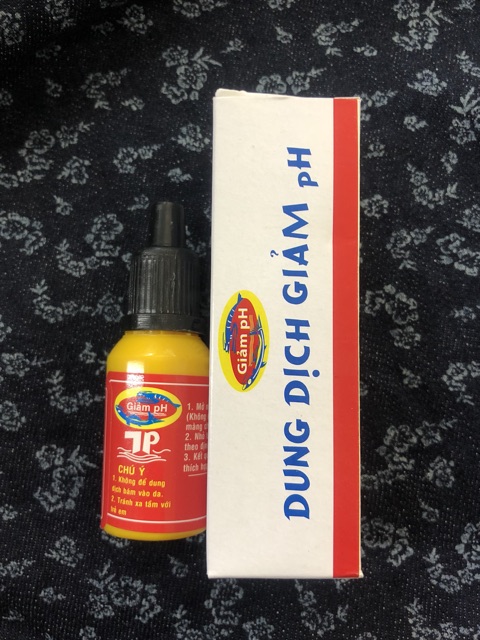 Giảm pH
JP
CHÚ Ý
1. Không để dung
dịch bám vào da.
2. Tránh xa tầm với
trẻ em
1. Mở
(Không
màng
2. Nhỏ
theo
3. Kết
thích
Giảm pH
DUNG DỊCH GIẢM pH